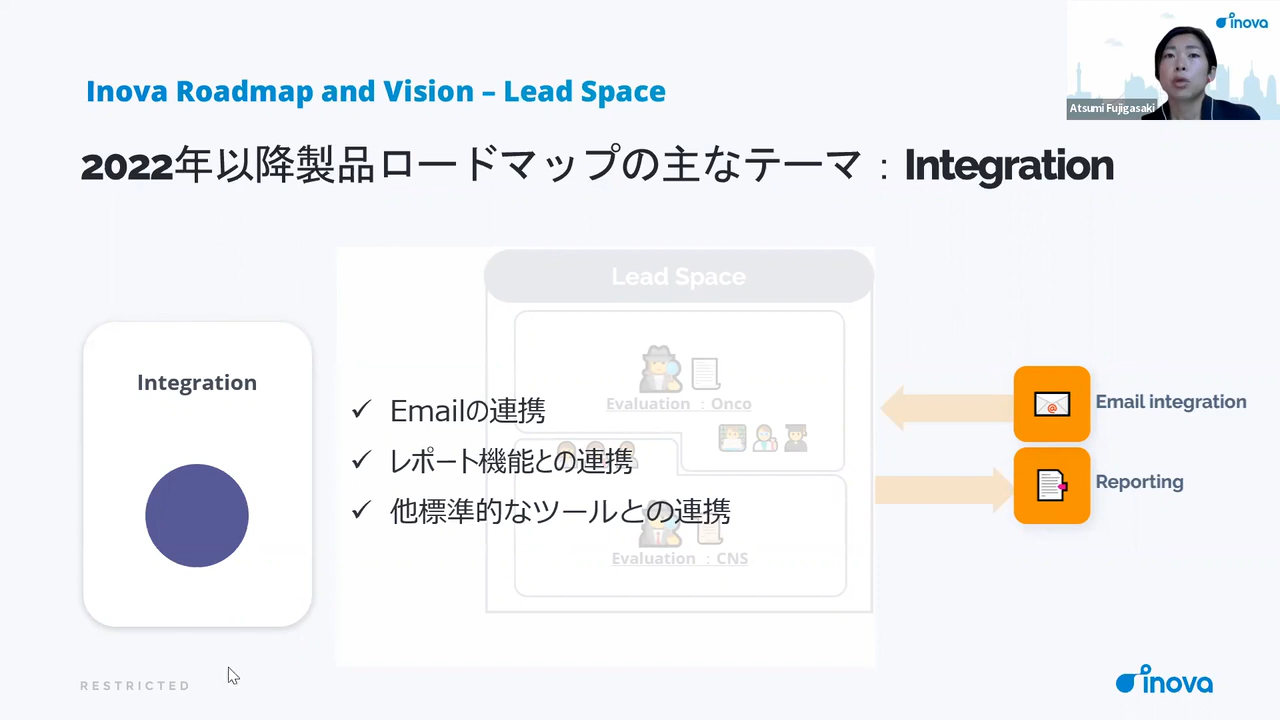 inova
Atsumi Fujigasaki
Inova Roadmap and Vision – Lead Space
2022年以降製品ロードマップの主なテーマ：Integration
Integration
Lead Space
Evaluation ：Onco
Evaluation ：CNS
✓ Emailの連携
✓ レポート機能との連携
✓ 他標準的なツールとの連携
Email integration
Reporting
RESTRICTED
inova